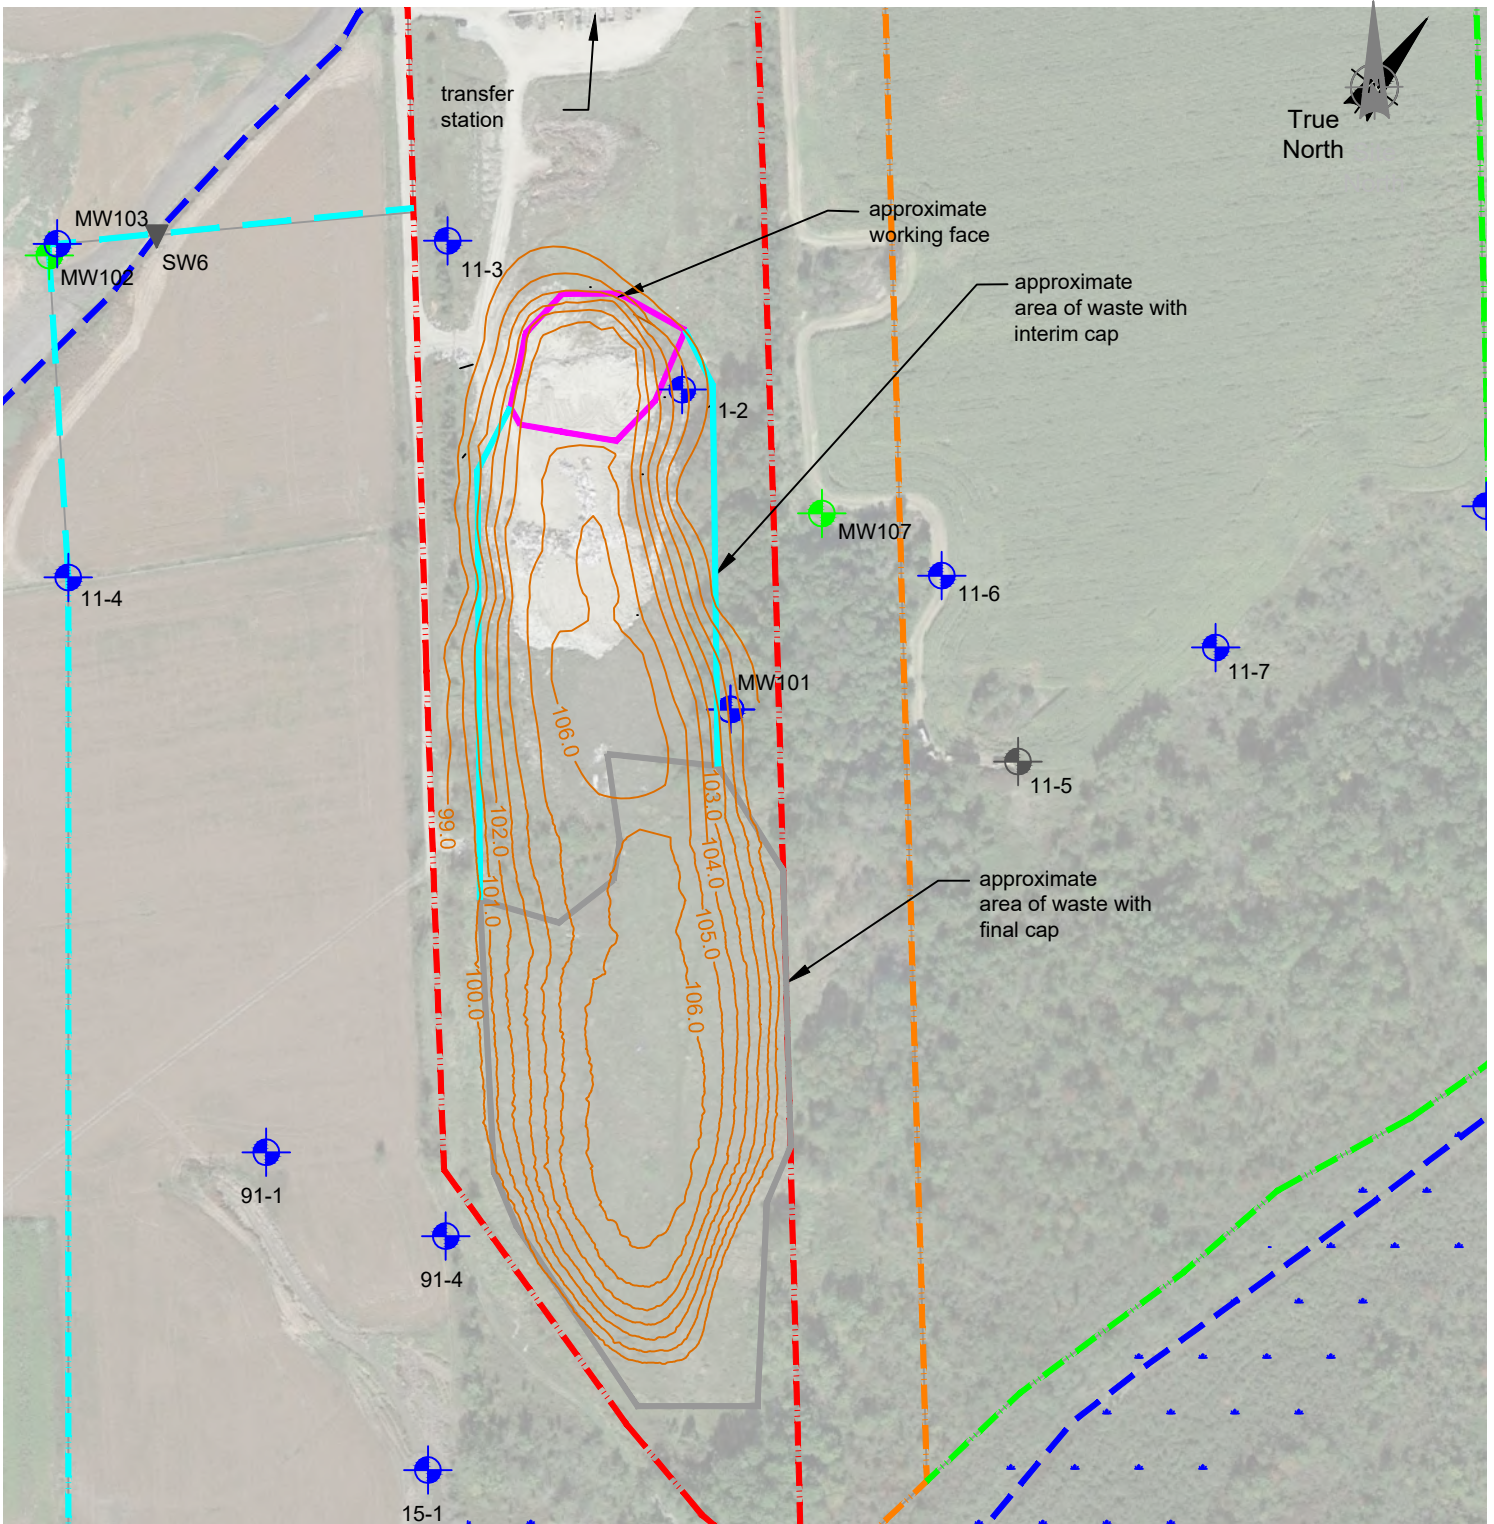 transfer
station
True
North
MW103
SW6
MW102
11-3
approximate
working face
approximate
area of waste with
interim cap
1-2
MW107
11-4
11-6
11-7
MW101
106.0
11-5
103.0
99.0
102.0
104.0
101.0
approximate
area of waste with
final cap
105.0
100.0
106.0
91-1
91-4
15-1